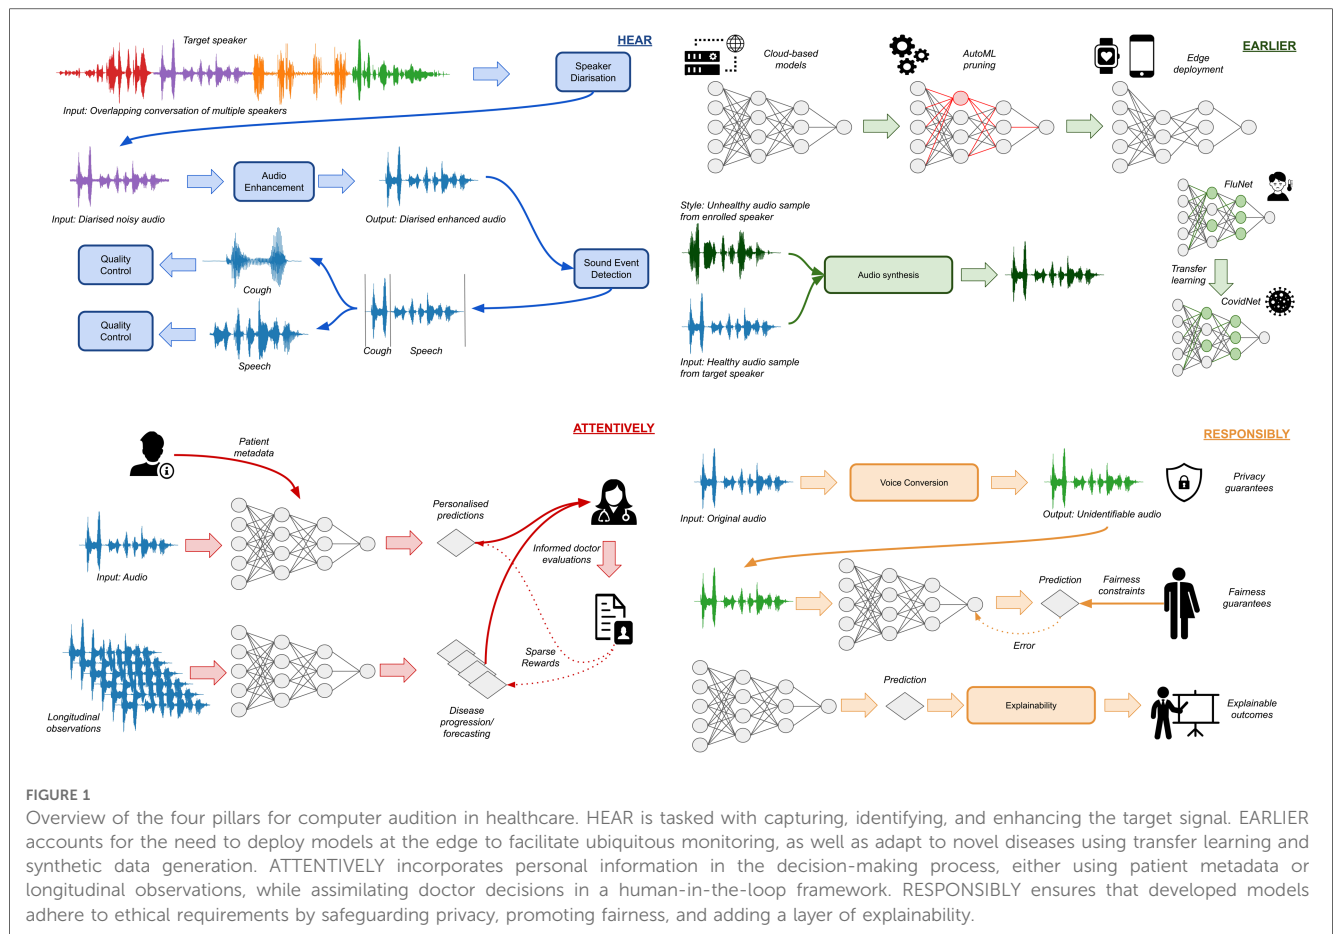 HEAR
Target speaker
Input: Overlapping conversation of multiple speakers
Speaker
Diarisation
Input: Diarised noisy audio
Audio
Enhancement
Output: Diarised enhanced audio
Sound Event
Detection
Quality
Control
Cough
Quality
Control
Speech
Cough
Speech
EARLIER
Cloud-based
models
AutoML
pruning
Edge
deployment
FluNet
Transfer
learning
CovidNet
Style: Unhealthy audio sample
from enrolled speaker
Audio synthesis
Input: Healthy audio sample
from target speaker
ATTENTIVELY
Patient
metadata
Input: Audio
Personalised
predictions
Informed doctor
evaluations
Sparse
Rewards
Longitudinal
observations
Disease
progression/
forecasting
RESPONSIBLY
Input: Original audio
Voice Conversion
Output: Unidentifiable audio
Privacy
guarantees
Prediction
Fairness
constraints
Fairness
guarantees
Error
Prediction
Explainability
Explainable
outcomes
FIGURE 1
Overview of the four pillars for computer audition in healthcare. HEAR is tasked with capturing, identifying, and enhancing the target signal. EARLIER
accounts for the need to deploy models at the edge to facilitate ubiquitous monitoring, as well as adapt to novel diseases using transfer learning and
synthetic data generation. ATTENTIVELY incorporates personal information in the decision-making process, either using patient metadata or
longitudinal observations, while assimilating doctor decisions in a human-in-the-loop framework. RESPONSIBLY ensures that developed models
adhere to ethical requirements by safeguarding privacy, promoting fairness, and adding a layer of explainability.